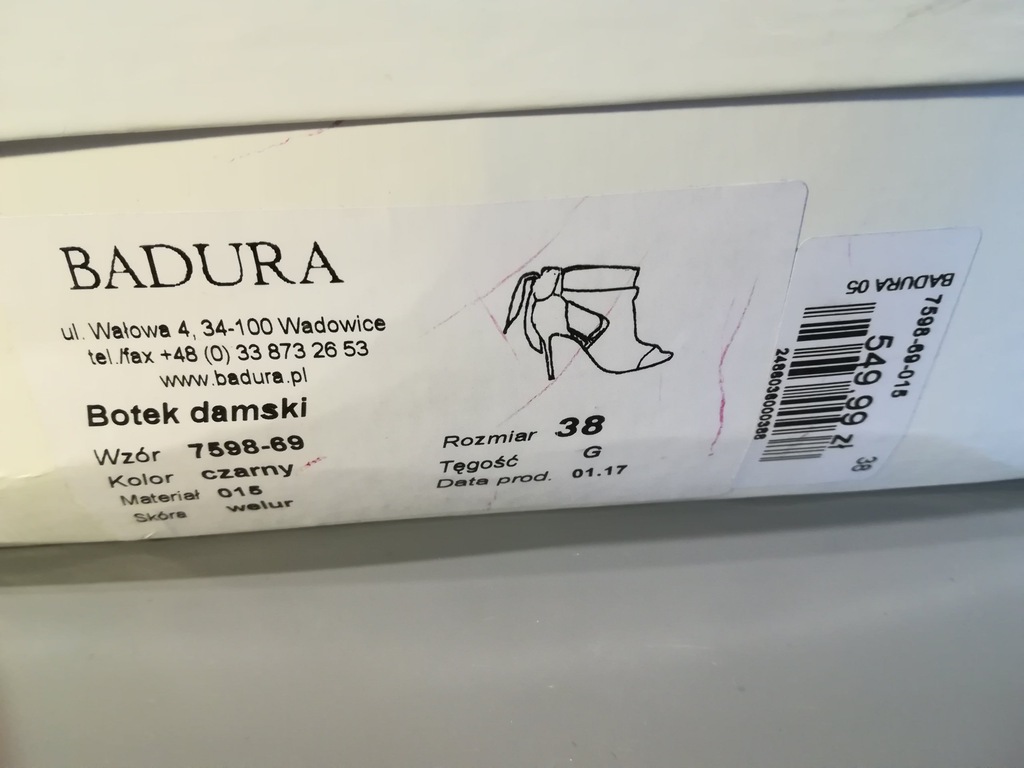 BADURA
ul. Wałowa 4, 34-100 Wadowice
tel./fax +48 (0) 33 873 26 53
www.badura.pl
Botek damski
Wzór 7598-69
Kolor czarny
Materiał 015
Skóra welur
Rozmiar 38
Tęgość G
Data prod. 01.17
BADURA 05
7598-69-015
549.99 zł
38